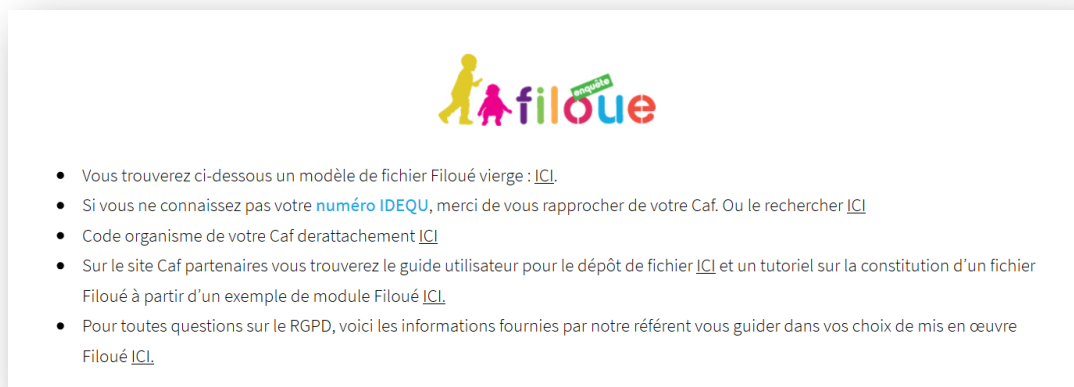 enquête
filoue
• Vous trouverez ci-dessous un modèle de fichier Filoué vierge : ICI.
• Si vous ne connaissez pas votre numéro IDEQU, merci de vous rapprocher de votre Caf. Ou le rechercher ICI
• Code organisme de votre Caf derattachement ICI
• Sur le site Caf partenaires vous trouverez le guide utilisateur pour le dépôt de fichier ICI et un tutoriel sur la constitution d’un fichier
Filoué à partir d’un exemple de module Filoué ICI.
• Pour toutes questions sur le RGPD, voici les informations fournies par notre référent vous guider dans vos choix de mis en œuvre
Filoué ICI.